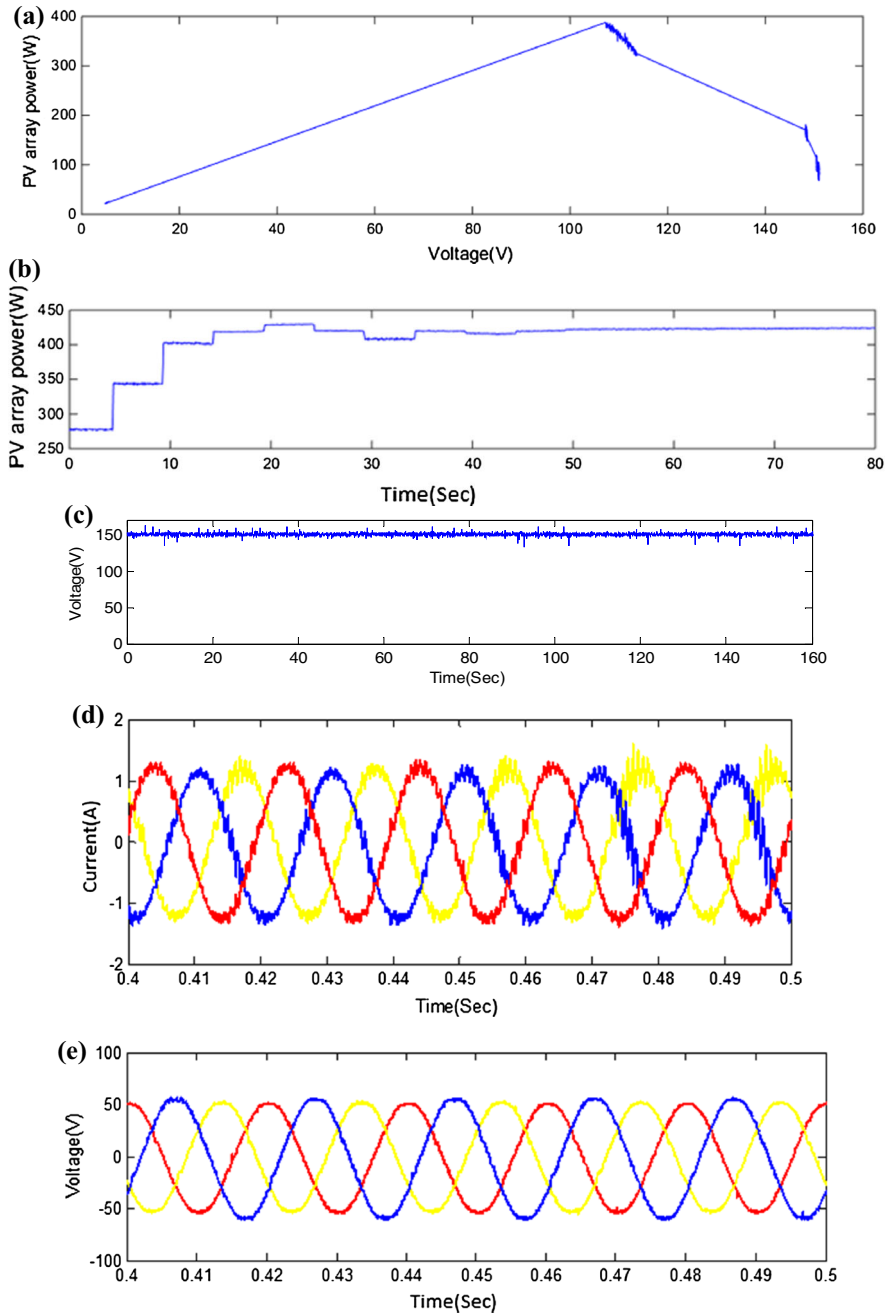 (a)
PV array power(W)
400
300
200
100
0
0 20 40 60 80 100 120 140 160
Voltage(V)
(b)
PV array power(W)
450
400
350
300
250
0 10 20 30 40 50 60 70 80
Time(Sec)
(c)
Voltage(V)
150
100
50
0
0 20 40 60 80 100 120 140 160
Time(Sec)
(d)
Current(A)
2
1
0
-1
-2
0.4 0.41 0.42 0.43 0.44 0.45 0.46 0.47 0.48 0.49 0.5
Time(Sec)
(e)
Voltage(V)
100
50
0
-50
-100
0.4 0.41 0.42 0.43 0.44 0.45 0.46 0.47 0.48 0.49 0.5
Time(Sec)